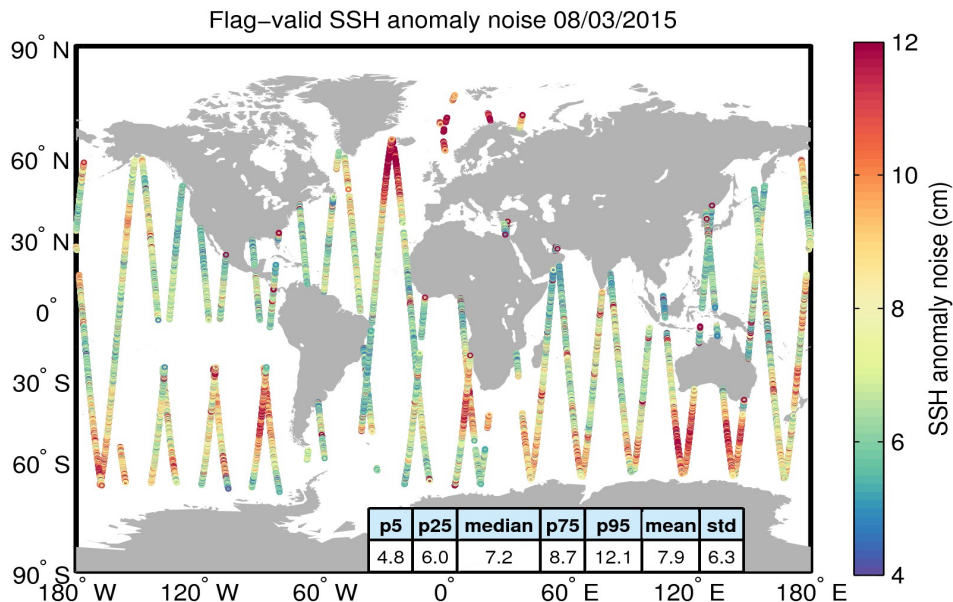 Flag−valid SSH anomaly noise 08/03/2015
90° N
60° N
30° N
0°
30° S
60° S
90° S
180° W
120° W
60° W
0°
60° E
120° E
180° E
p5 p25 median p75 p95 mean std
4.8 6.0 7.2 8.7 12.1 7.9 6.3
12
10
8
6
4
SSH anomaly noise (cm)